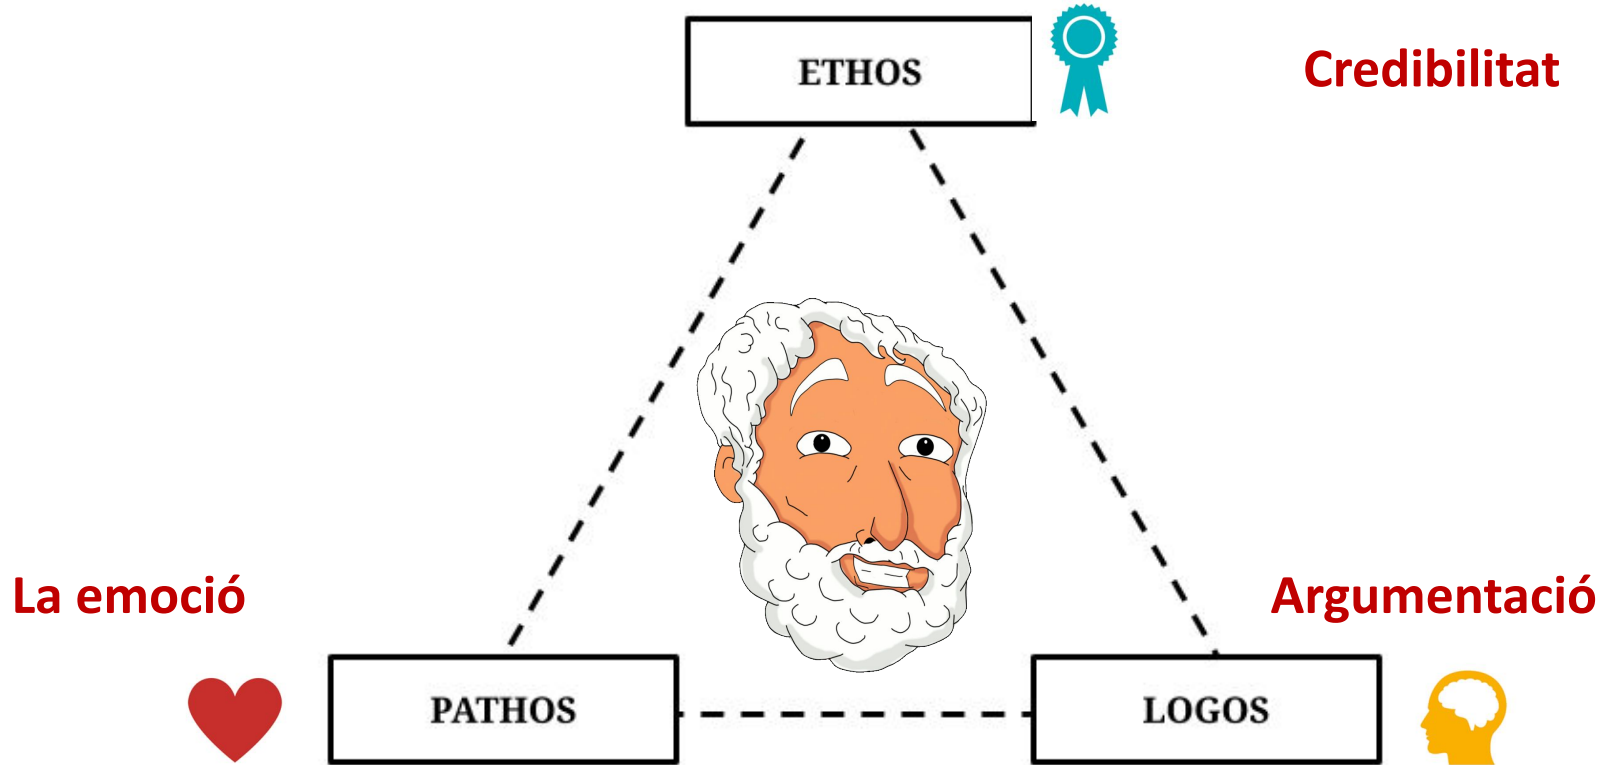 ETHOS
Credibilitat
La emoció
Argumentació
PATHOS
LOGOS